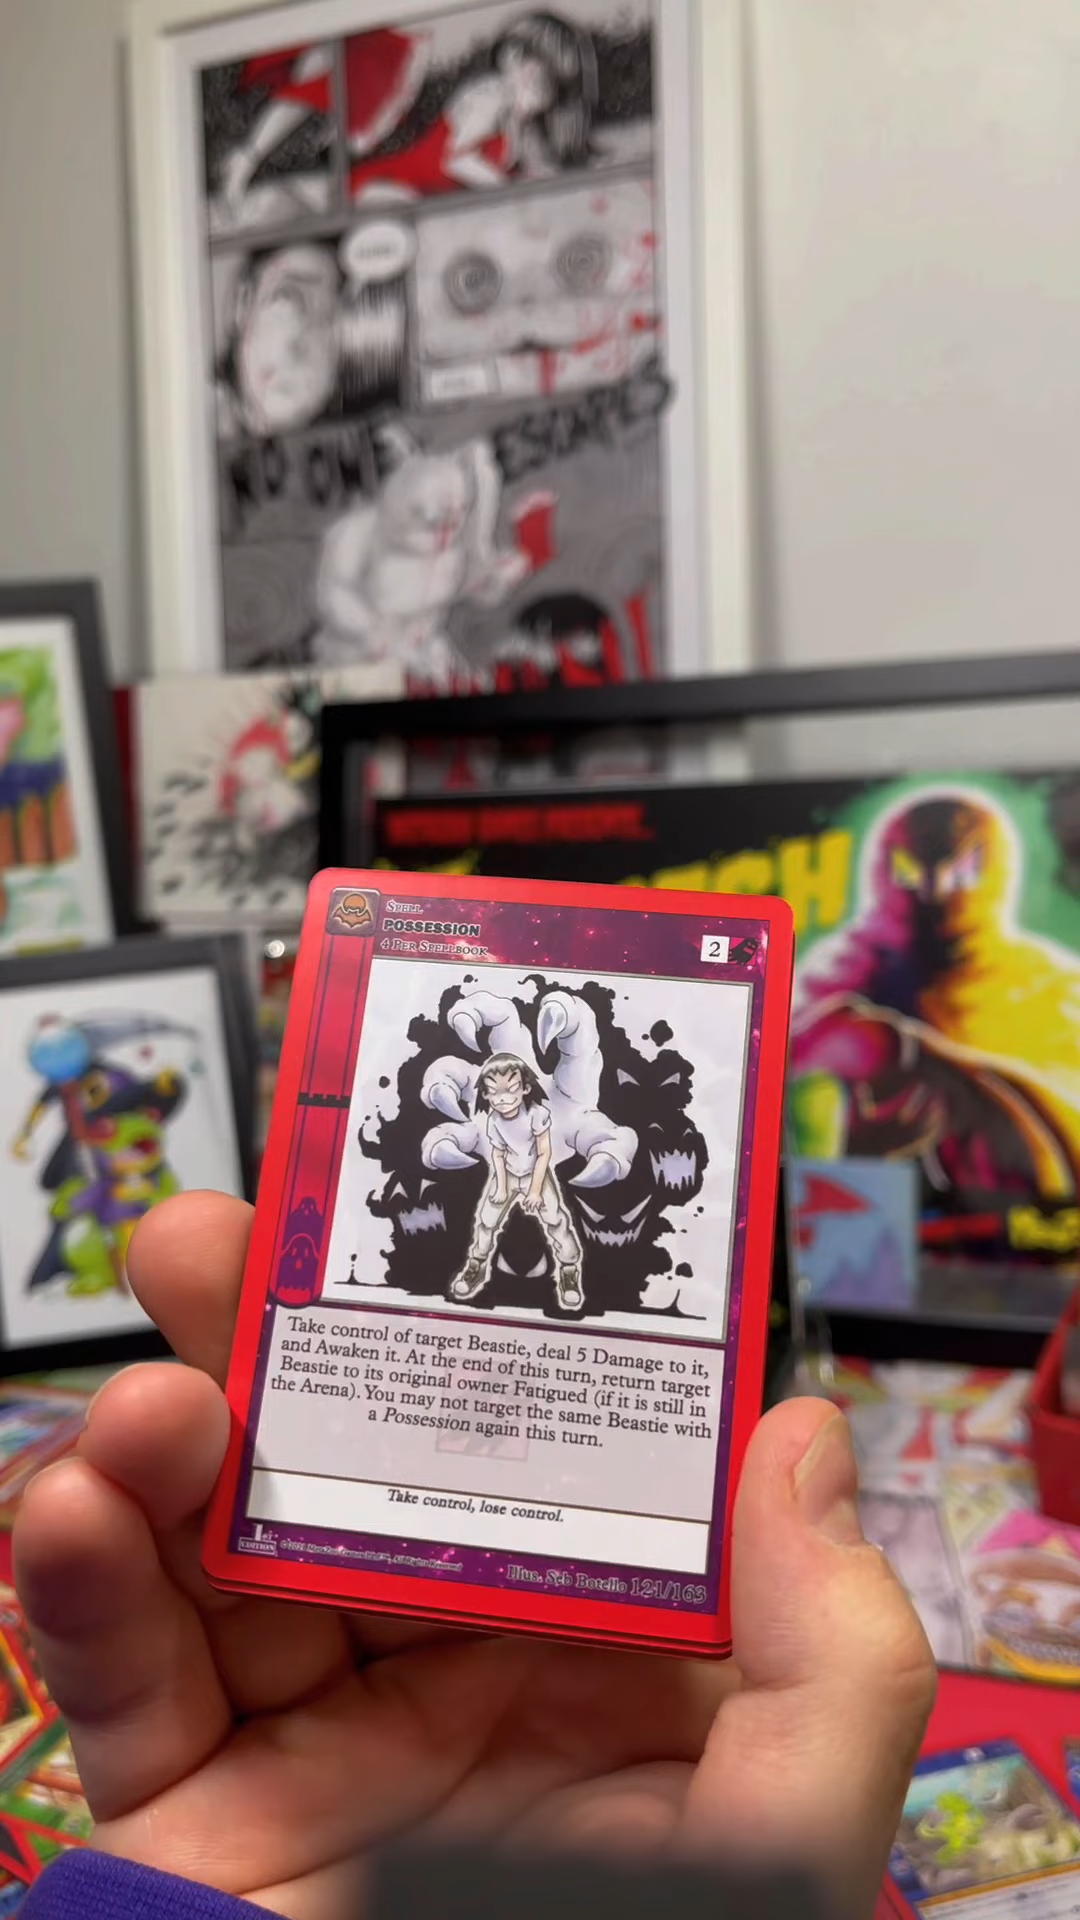 NO ONE ESCAPES
SPELL
POSSESSION
4 PER SPELLBOOK
2
Take control of target Beastie, deal 5 Damage to it,
and Awaken it. At the end of this turn, return target
Beastie to its original owner Fatigued (if it is still in
the Arena). You may not target the same Beastie with
a Possession again this turn.
Take control, lose control.
1st
EDITION
Illus. Seb Botello 121/163